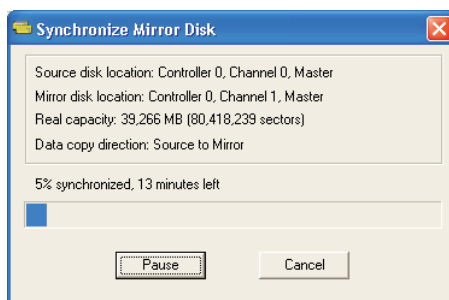 Synchronize Mirror Disk
Source disk location: Controller 0, Channel 0, Master
Mirror disk location: Controller 0, Channel 1, Master
Real capacity: 39,266 MB (80,418,239 sectors)
Data copy direction: Source to Mirror
5% synchronized, 13 minutes left
Pause Cancel